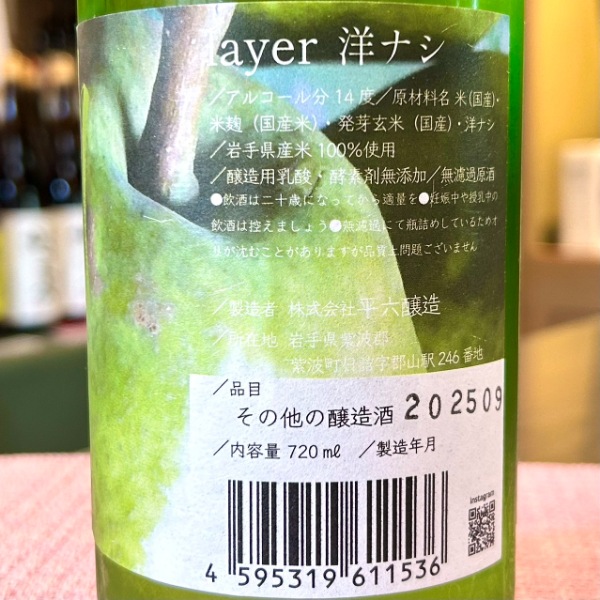 layer 洋ナシ
／アルコール分 14 度／原材料名 米(国産)・
米麹 (国産米)・発芽玄米 (国産)・洋ナシ
／岩手県産米 100%使用
／醸造用乳酸・酵素剤無添加／無濾過原酒
●飲酒は二十歳になってから適量を●妊娠中や授乳中の
飲酒は控えましょう●無濾過にて瓶詰めしているためオ
リが沈むことがありますが品質上問題ございません
／製造者 株式会社平六醸造
／所在地 岩手県紫波郡
紫波町日詰字郡山駅 246 番地
／品目
その他の醸造酒 202509
／内容量 720 ㎖ ／製造年月
instagram
4 595319 611536